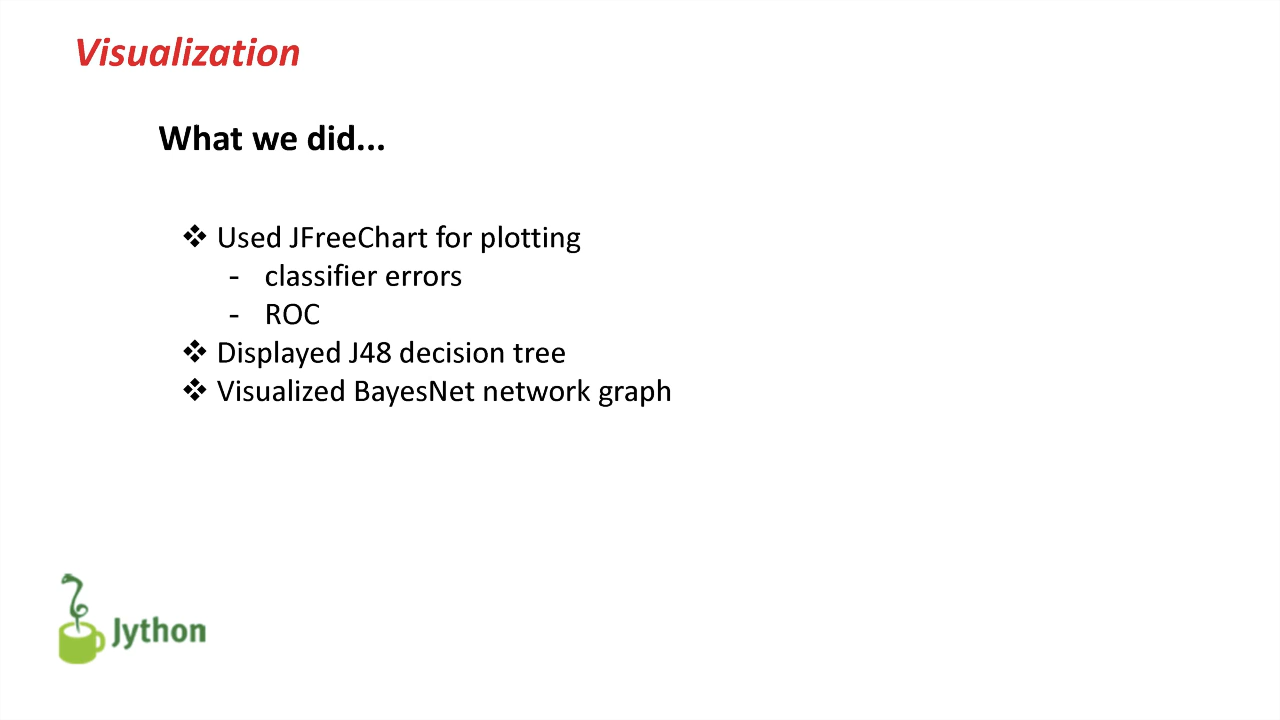 Visualization
What we did...
❖ Used JFreeChart for plotting
- classifier errors
- ROC
❖ Displayed J48 decision tree
❖ Visualized BayesNet network graph
Jython